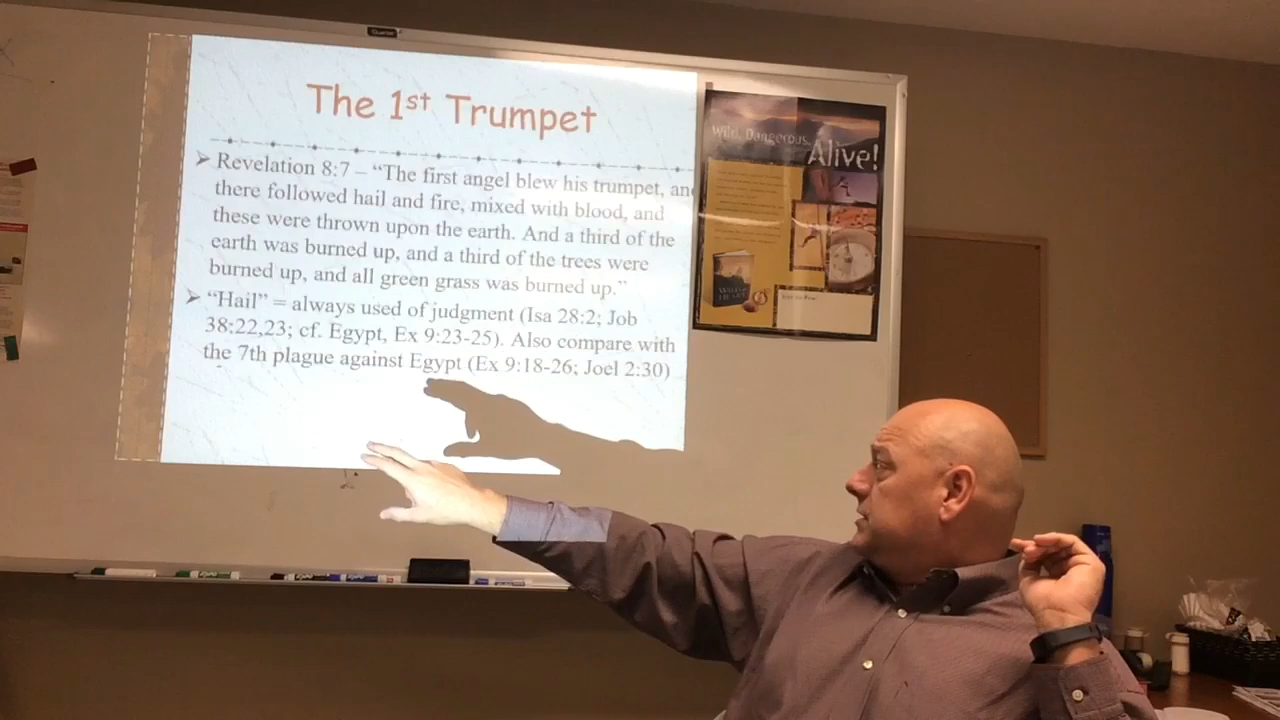 The 1st Trumpet
➤ Revelation 8:7 – “The first angel blew his trumpet, and
there followed hail and fire, mixed with blood, and
these were thrown upon the earth. And a third of the
earth was burned up, and a third of the trees were
burned up, and all green grass was burned up.”
➤ “Hail” = always used of judgment (Isa 28:2; Job
38:22,23; cf. Egypt, Ex 9:23-25). Also compare with
the 7th plague against Egypt (Ex 9:18-26; Joel 2:30)
Wild, Dangerous,
Alive!